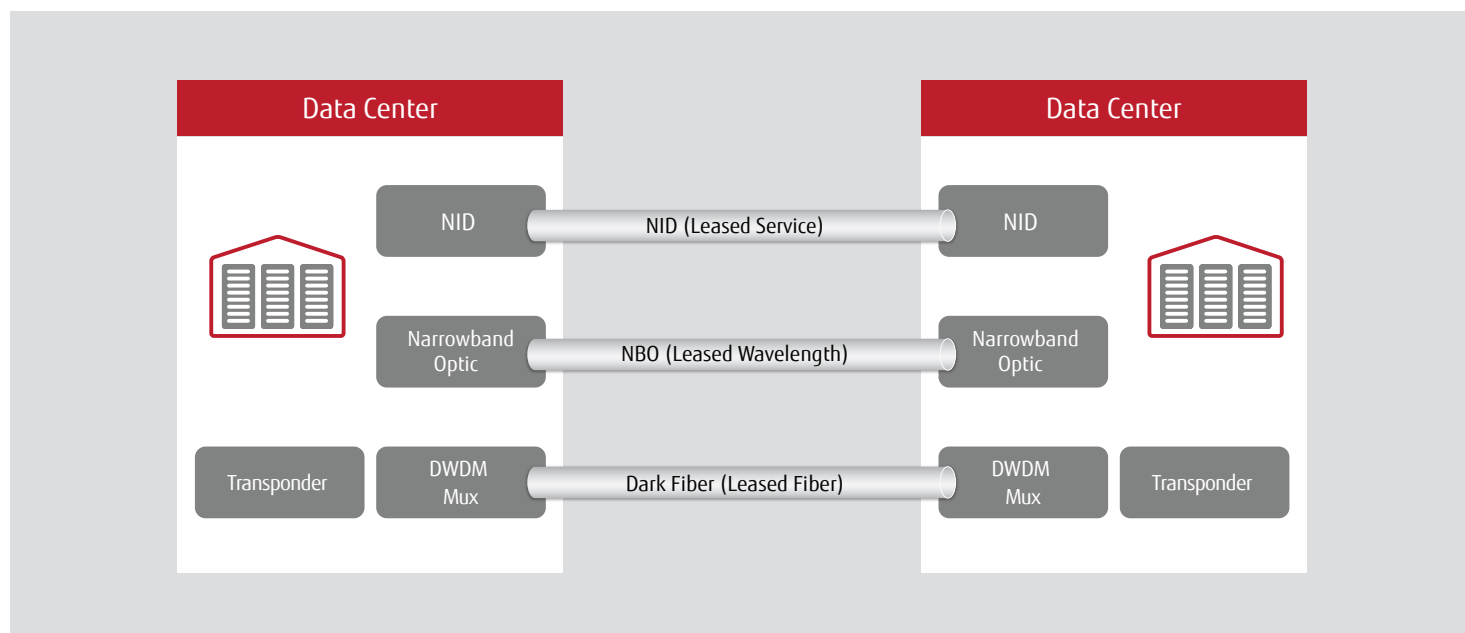 Data Center
Data Center
NID
NID (Leased Service)
NID
Narrowband
Optic
NBO (Leased Wavelength)
Narrowband
Optic
Transponder
DWDM
Mux
Dark Fiber (Leased Fiber)
DWDM
Mux
Transponder